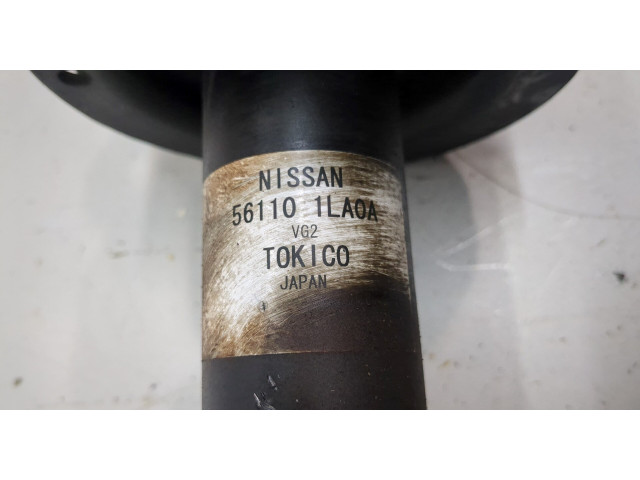 NISSAN
56110 1LA0A
VG2
TOKICO
JAPAN